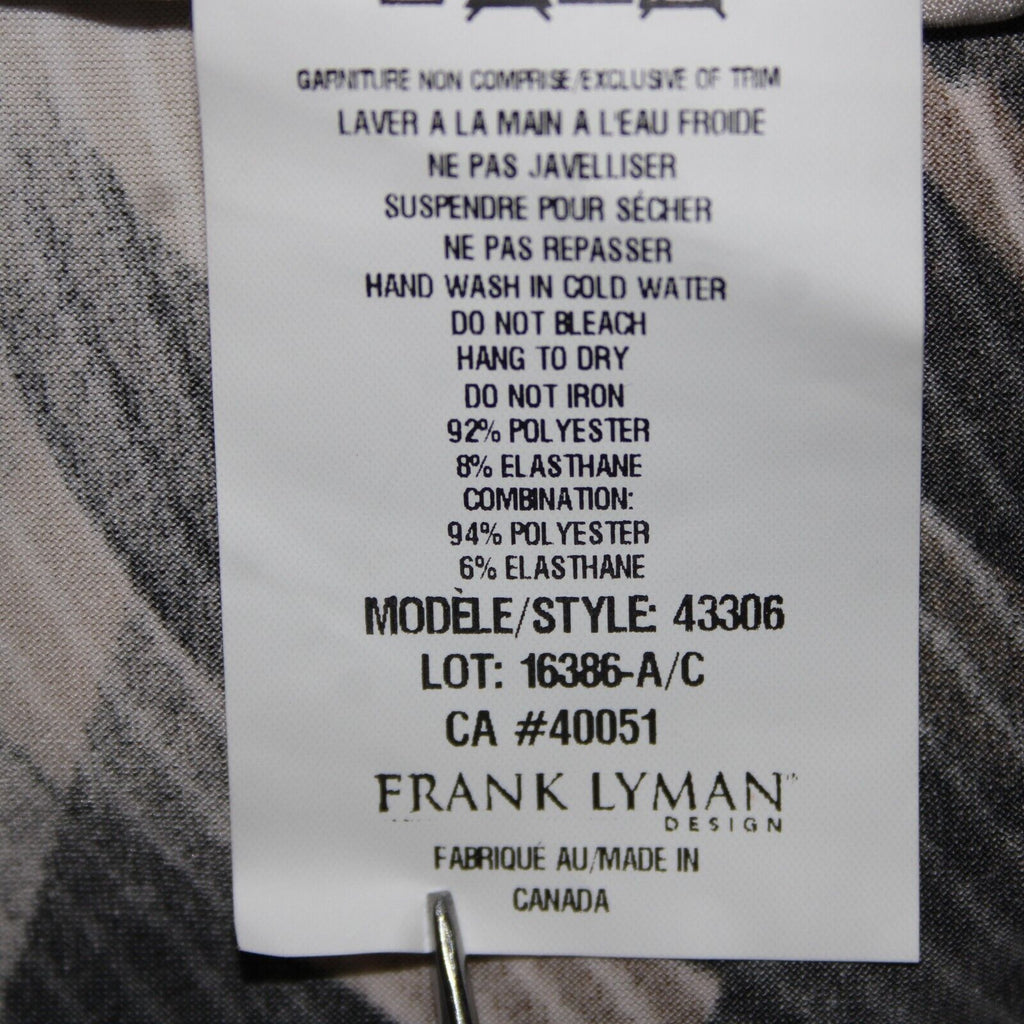 GARNITURE NON COMPRISE/EXCLUSIVE OF TRIM
LAVER A LA MAIN A L'EAU FROIDE
NE PAS JAVELLISER
SUSPENDRE POUR SÉCHER
NE PAS REPASSER
HAND WASH IN COLD WATER
DO NOT BLEACH
HANG TO DRY
DO NOT IRON
92% POLYESTER
8% ELASTHANE
COMBINATION:
94% POLYESTER
6% ELASTHANE
MODÈLE/STYLE: 43306
LOT: 16386-A/C
CA #40051
FRANK LYMAN™
DESIGN
FABRIQUÉ AU/MADE IN
CANADA